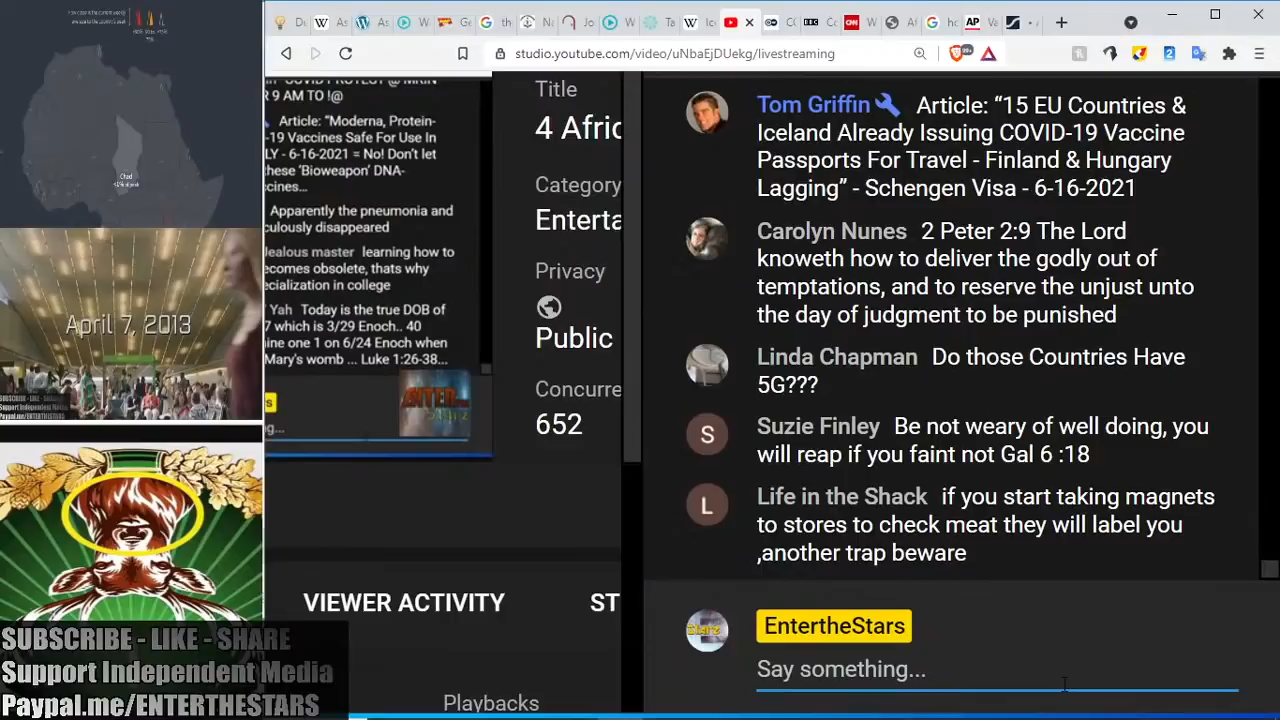 Chad
April 7, 2013
SUBSCRIBE - LIKE - SHARE
Support Independent Media
Paypal.me/ENTERTHESTARS
studio.youtube.com/video/uNbaEjDUekg/livestreaming
R 9 AM TO !@
Article: “Moderna, Protein-
-19 Vaccines Safe For Use In
LY - 6-16-2021 = No! Don’t let
hese ‘Bioweapon’ DNA-
ccines...
Apparently the pneumonia and
culously disappeared
ealous master learning how to
ecomes obsolete, thats why
ecialization in college
Yah Today is the true DOB of
7 which is 3/29 Enoch.. 40
ine one 1 on 6/24 Enoch when
Mary's womb ... Luke 1:26-38...
Title
4 Afric
Category
Enterta
Privacy
Public
Concurre
652
VIEWER ACTIVITY
ST
Playbacks
Tom Griffin Article: “15 EU Countries &
Iceland Already Issuing COVID-19 Vaccine
Passports For Travel - Finland & Hungary
Lagging” - Schengen Visa - 6-16-2021
Carolyn Nunes 2 Peter 2:9 The Lord
knoweth how to deliver the godly out of
temptations, and to reserve the unjust unto
the day of judgment to be punished
Linda Chapman Do those Countries Have
5G???
S
Suzie Finley Be not weary of well doing, you
will reap if you faint not Gal 6 :18
L
Life in the Shack if you start taking magnets
to stores to check meat they will label you
,another trap beware
EntertheStars
Say something...